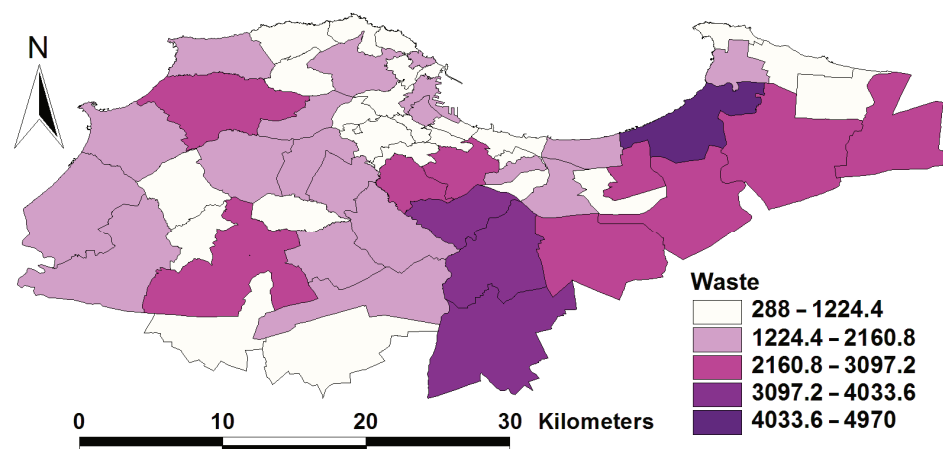 N
Waste
288 – 1224.4
1224.4 – 2160.8
2160.8 – 3097.2
3097.2 – 4033.6
4033.6 – 4970
0 10 20 30 Kilometers